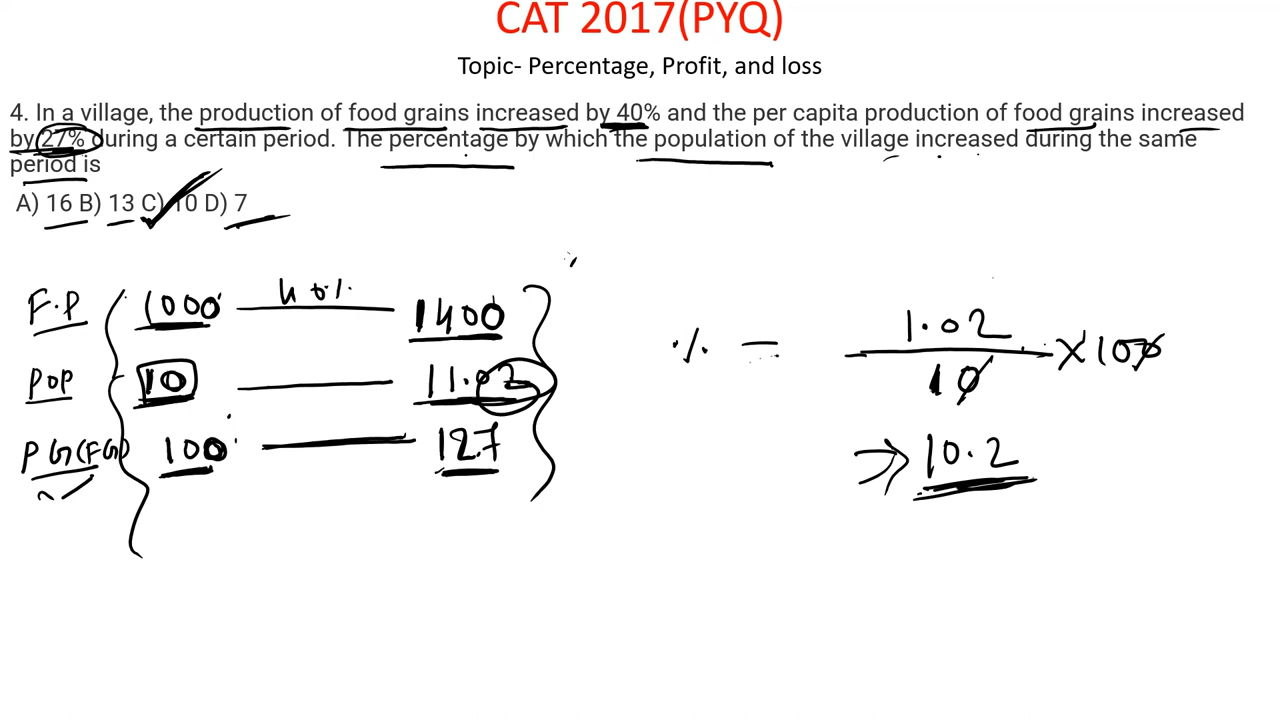 CAT 2017(PYQ)
Topic- Percentage, Profit, and loss
4. In a village, the production of food grains increased by 40% and the per capita production of food grains increased
by 27% during a certain period. The percentage by which the population of the village increased during the same
period is
A) 16 B) 13 C) 10 D) 7
F.P 1000 40% 1400
POP 10 11.02
PG(FG) 100 127
% = 1.02
10 X100
⇒ 10.2